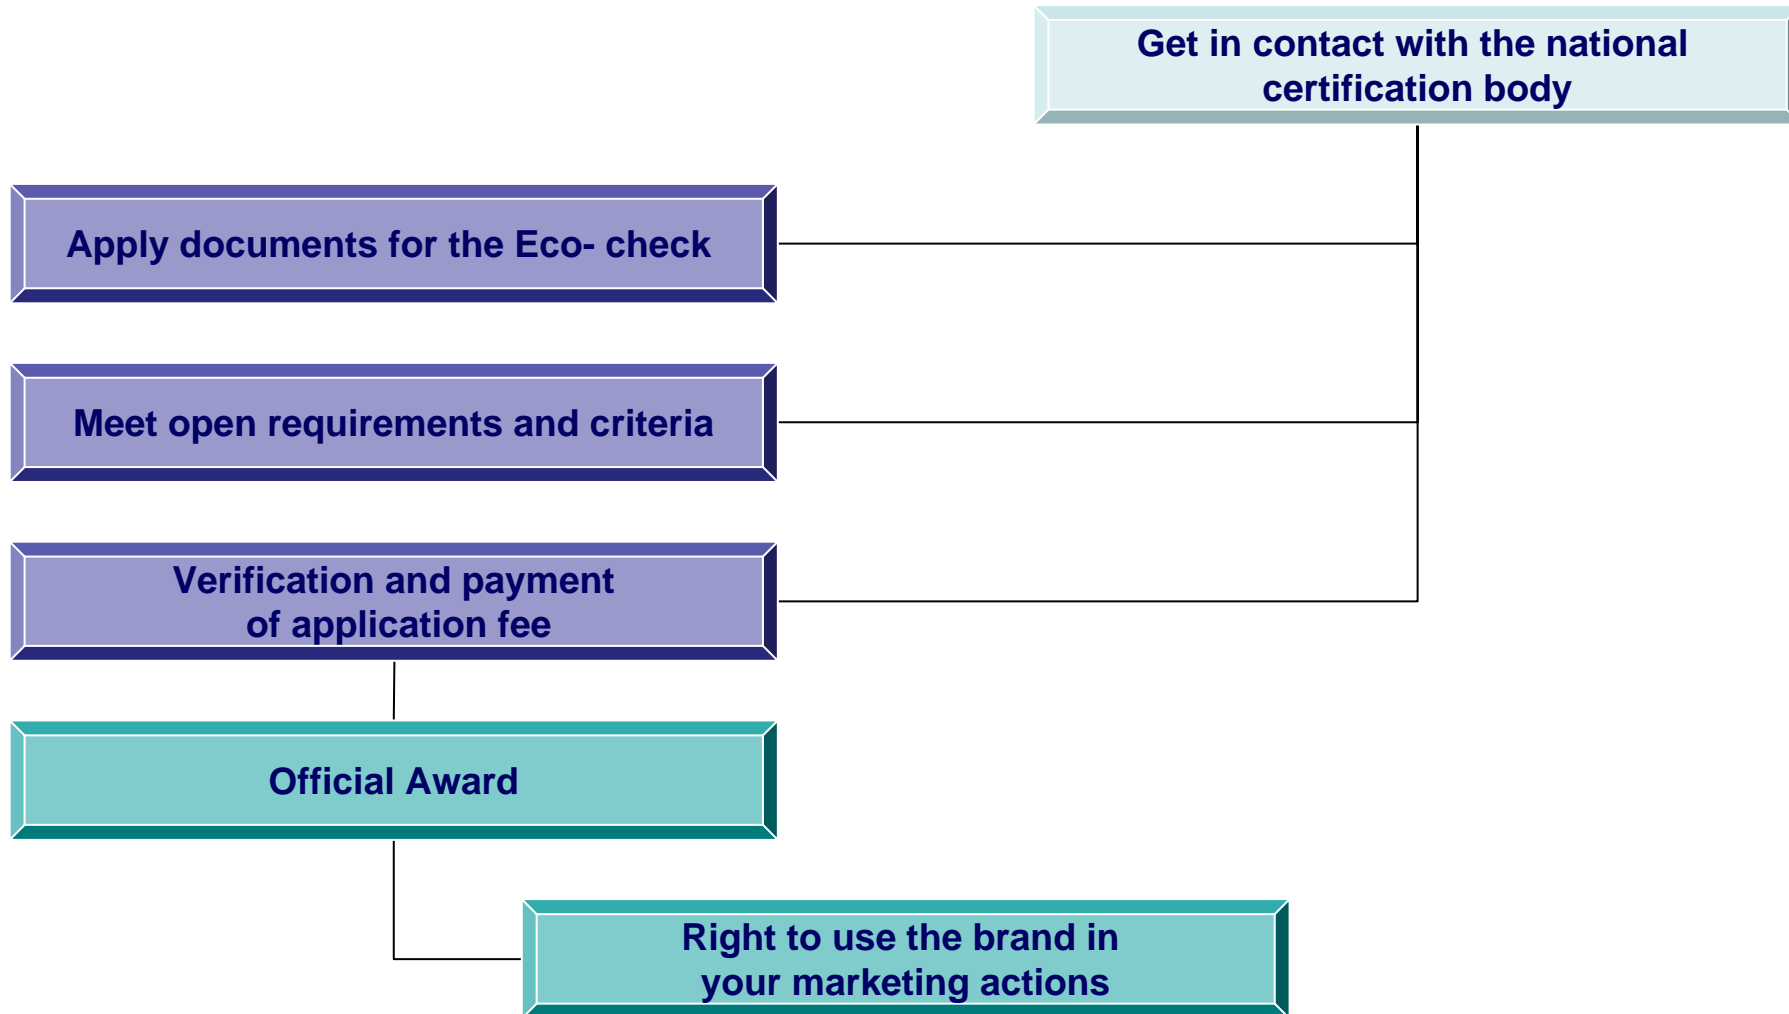 Get in contact with the national
certification body
Apply documents for the Eco- check
Meet open requirements and criteria
Verification and payment
of application fee
Official Award
Right to use the brand in
your marketing actions